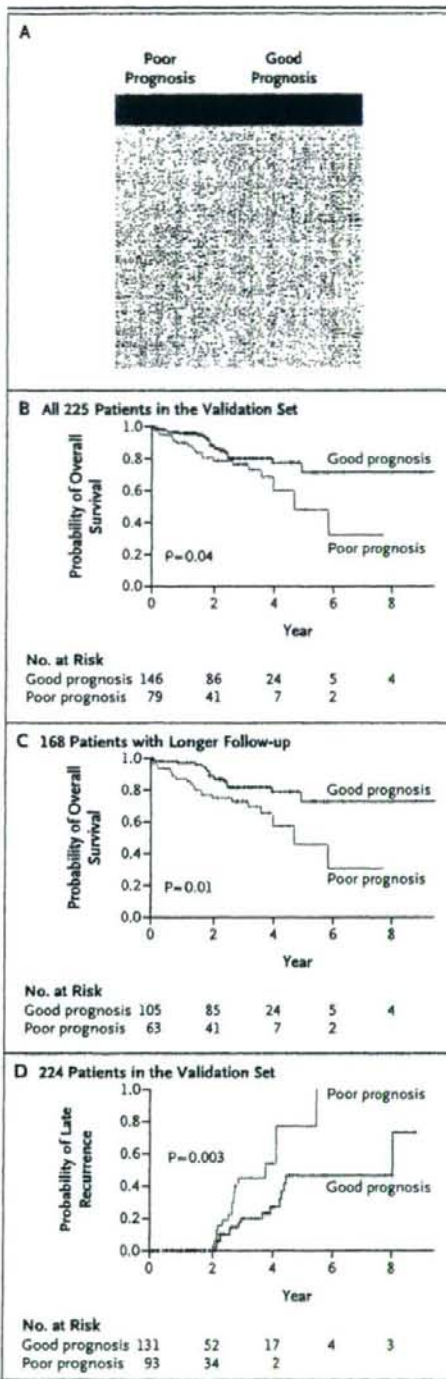 A
Poor Prognosis
Good Prognosis
B All 225 Patients in the Validation Set
Probability of Overall Survival
1.0
0.8
0.6
0.4
0.2
0.0
Good prognosis
Poor prognosis
P=0.04
0 2 4 6 8
Year
No. at Risk
Good prognosis 146 86 24 5 4
Poor prognosis 79 41 7 2
C 168 Patients with Longer Follow-up
Probability of Overall Survival
1.0
0.8
0.6
0.4
0.2
0.0
Good prognosis
Poor prognosis
P=0.01
0 2 4 6 8
Year
No. at Risk
Good prognosis 105 85 24 5 4
Poor prognosis 63 41 7 2
D 224 Patients in the Validation Set
Probability of Late Recurrence
1.0
0.8
0.6
0.4
0.2
0.0
Poor prognosis
P=0.003
Good prognosis
0 2 4 6 8
Year
No. at Risk
Good prognosis 131 52 17 4 3
Poor prognosis 93 34 2